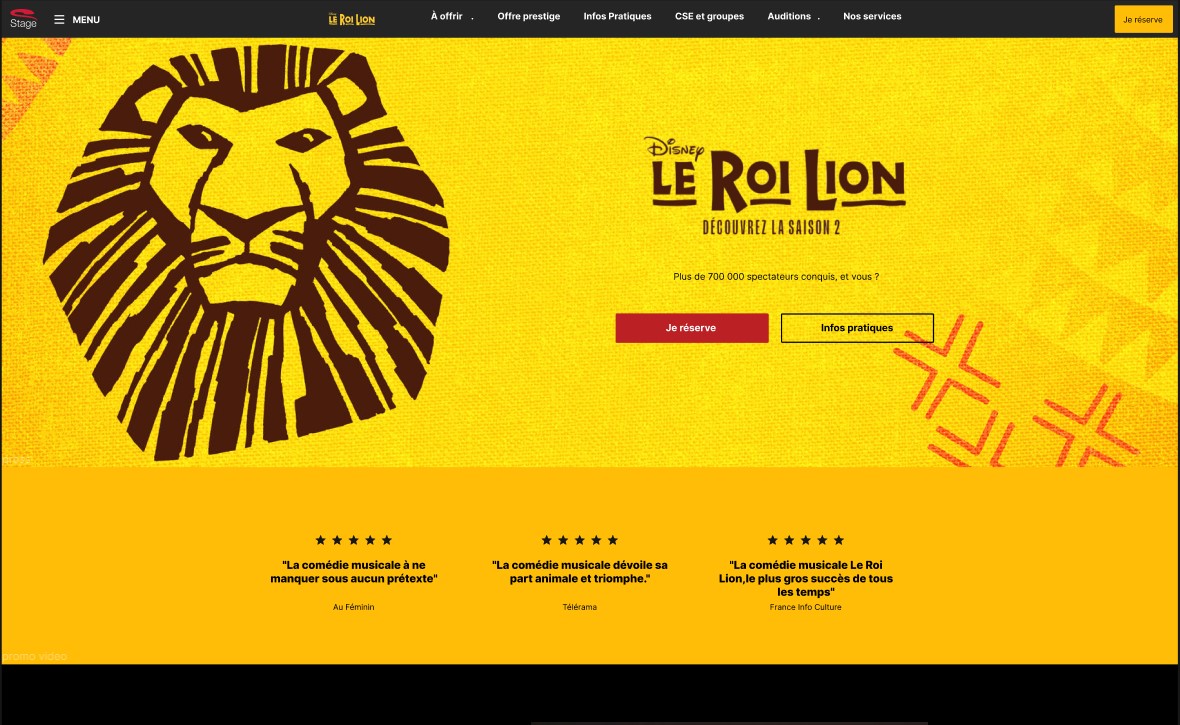 Stage
MENU
DISNEY LE ROI LION
À offrir
Offre prestige
Infos Pratiques
CSE et groupes
Auditions
Nos services
Je réserve
DISNEY
LE ROI LION
DÉCOUVREZ LA SAISON 2
Plus de 700 000 spectateurs conquis, et vous ?
Je réserve
Infos pratiques
★ ★ ★ ★ ★
"La comédie musicale à ne
manquer sous aucun prétexte"
Au Féminin
★ ★ ★ ★ ★
"La comédie musicale dévoile sa
part animale et triomphe."
Télérama
★ ★ ★ ★ ★
"La comédie musicale Le Roi
Lion,le plus gros succès de tous
les temps"
France Info Culture
promo video